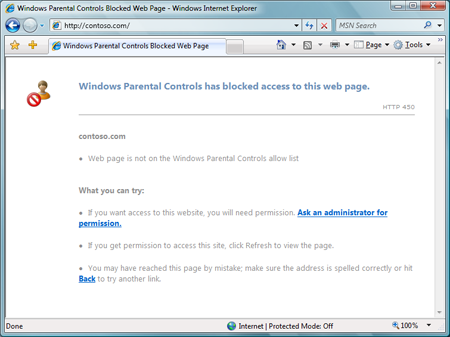 Windows Parental Controls Blocked Web Page - Windows Internet Explorer
http://contoso.com/
MSN Search
Windows Parental Controls Blocked Web Page
Page
Tools
»
Windows Parental Controls has blocked access to this web page.
HTTP 450
contoso.com
• Web page is not on the Windows Parental Controls allow list
What you can try:
• If you want access to this website, you will need permission. Ask an administrator for
permission.
• If you get permission to access this site, click Refresh to view the page.
• You may have reached this page by mistake; make sure the address is spelled correctly or hit
Back to try another link.
Done
Internet | Protected Mode: Off
100%